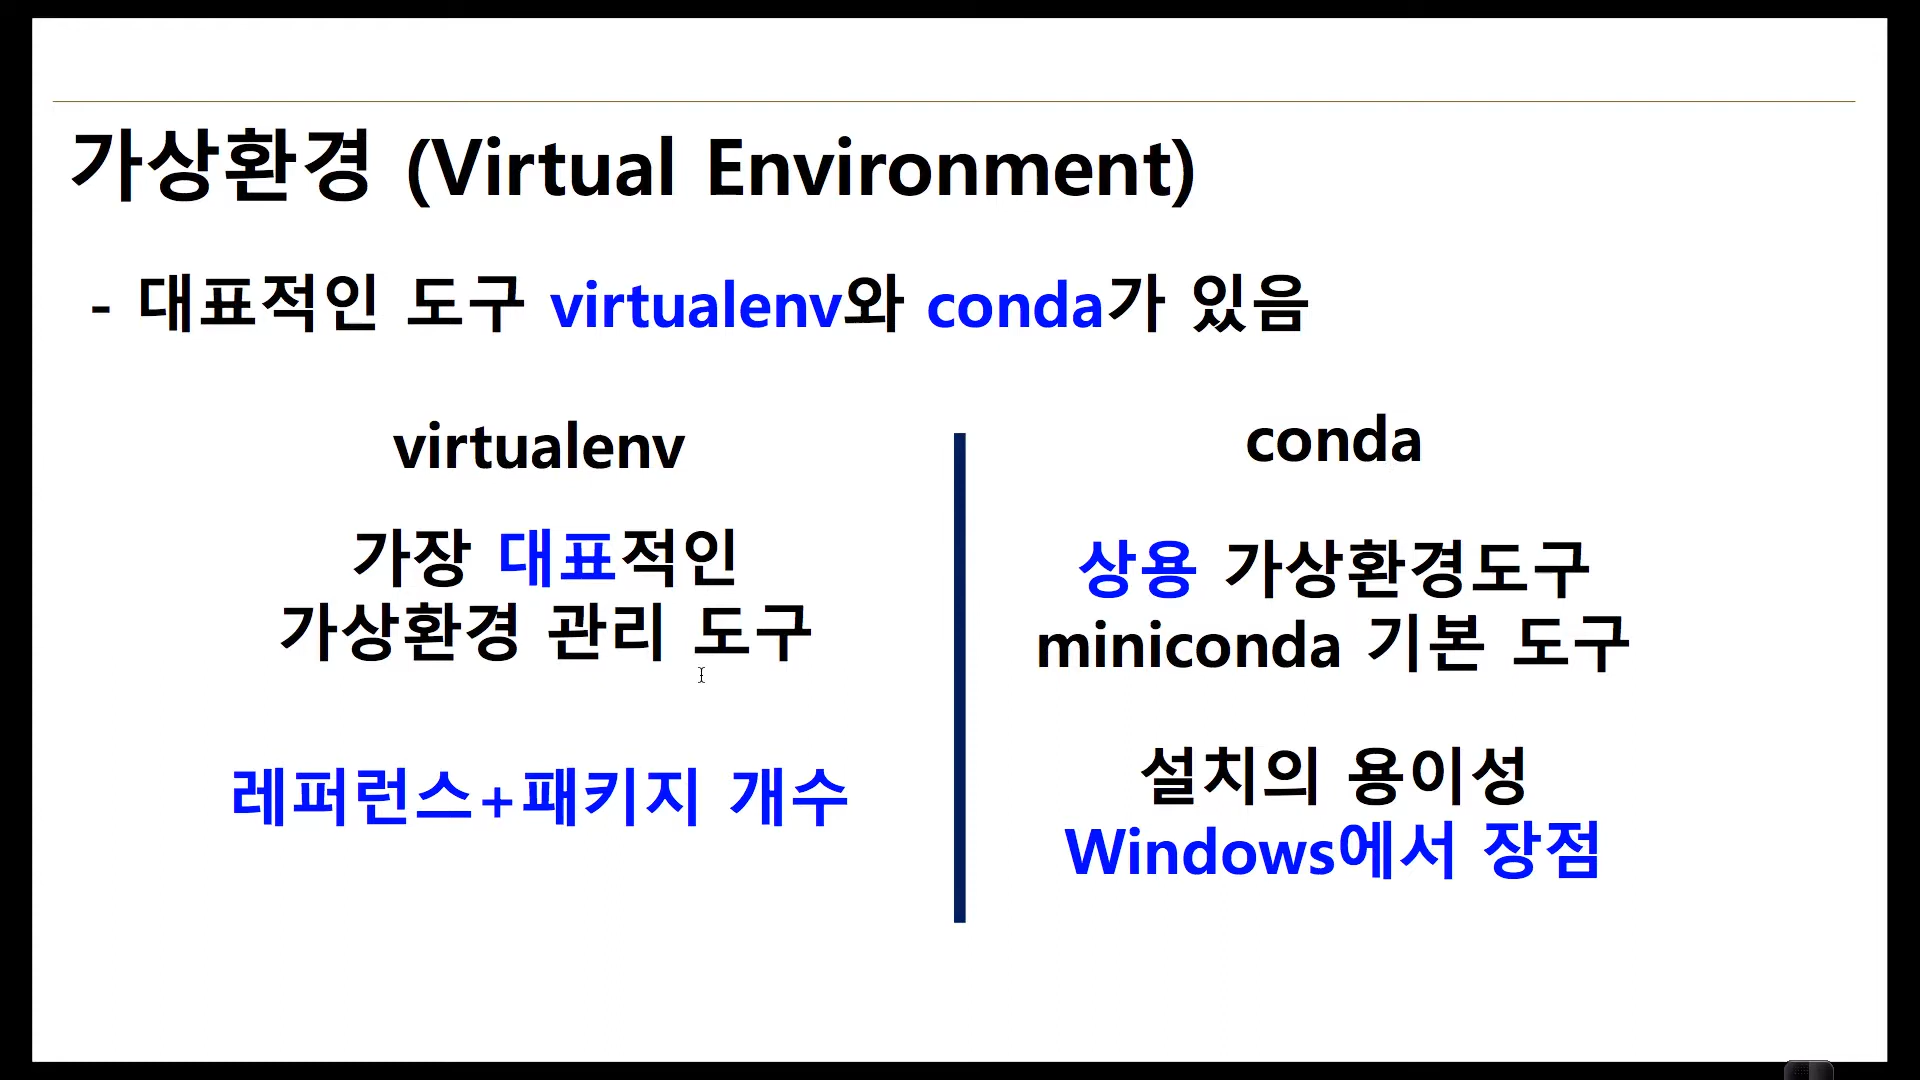 가상환경 (Virtual Environment)
- 대표적인 도구 virtualenv와 conda가 있음
virtualenv
가장 대표적인
가상환경 관리 도구
레퍼런스+패키지 개수
conda
상용 가상환경도구
miniconda 기본 도구
설치의 용이성
Windows에서 장점